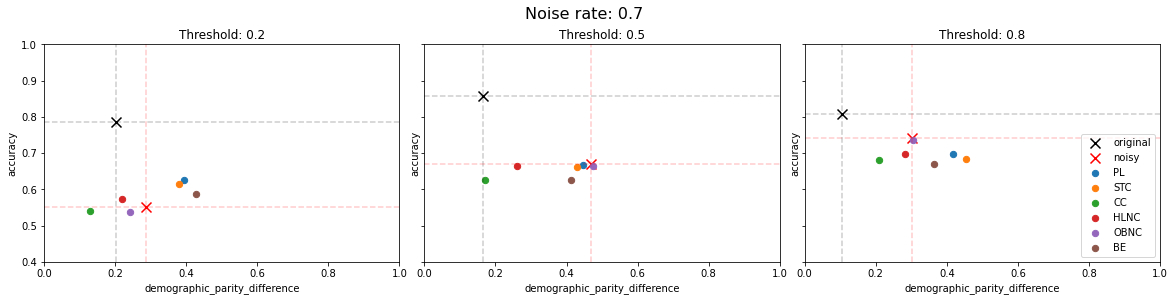 Noise rate: 0.7
Threshold: 0.2
1.0
0.9
0.8
0.7
0.6
0.5
0.4
accuracy
0.0 0.2 0.4 0.6 0.8 1.0
demographic_parity_difference
Threshold: 0.5
accuracy
0.0 0.2 0.4 0.6 0.8 1.0
demographic_parity_difference
Threshold: 0.8
accuracy
original
noisy
PL
STC
CC
HLNC
OBNC
BE
0.0 0.2 0.4 0.6 0.8 1.0
demographic_parity_difference